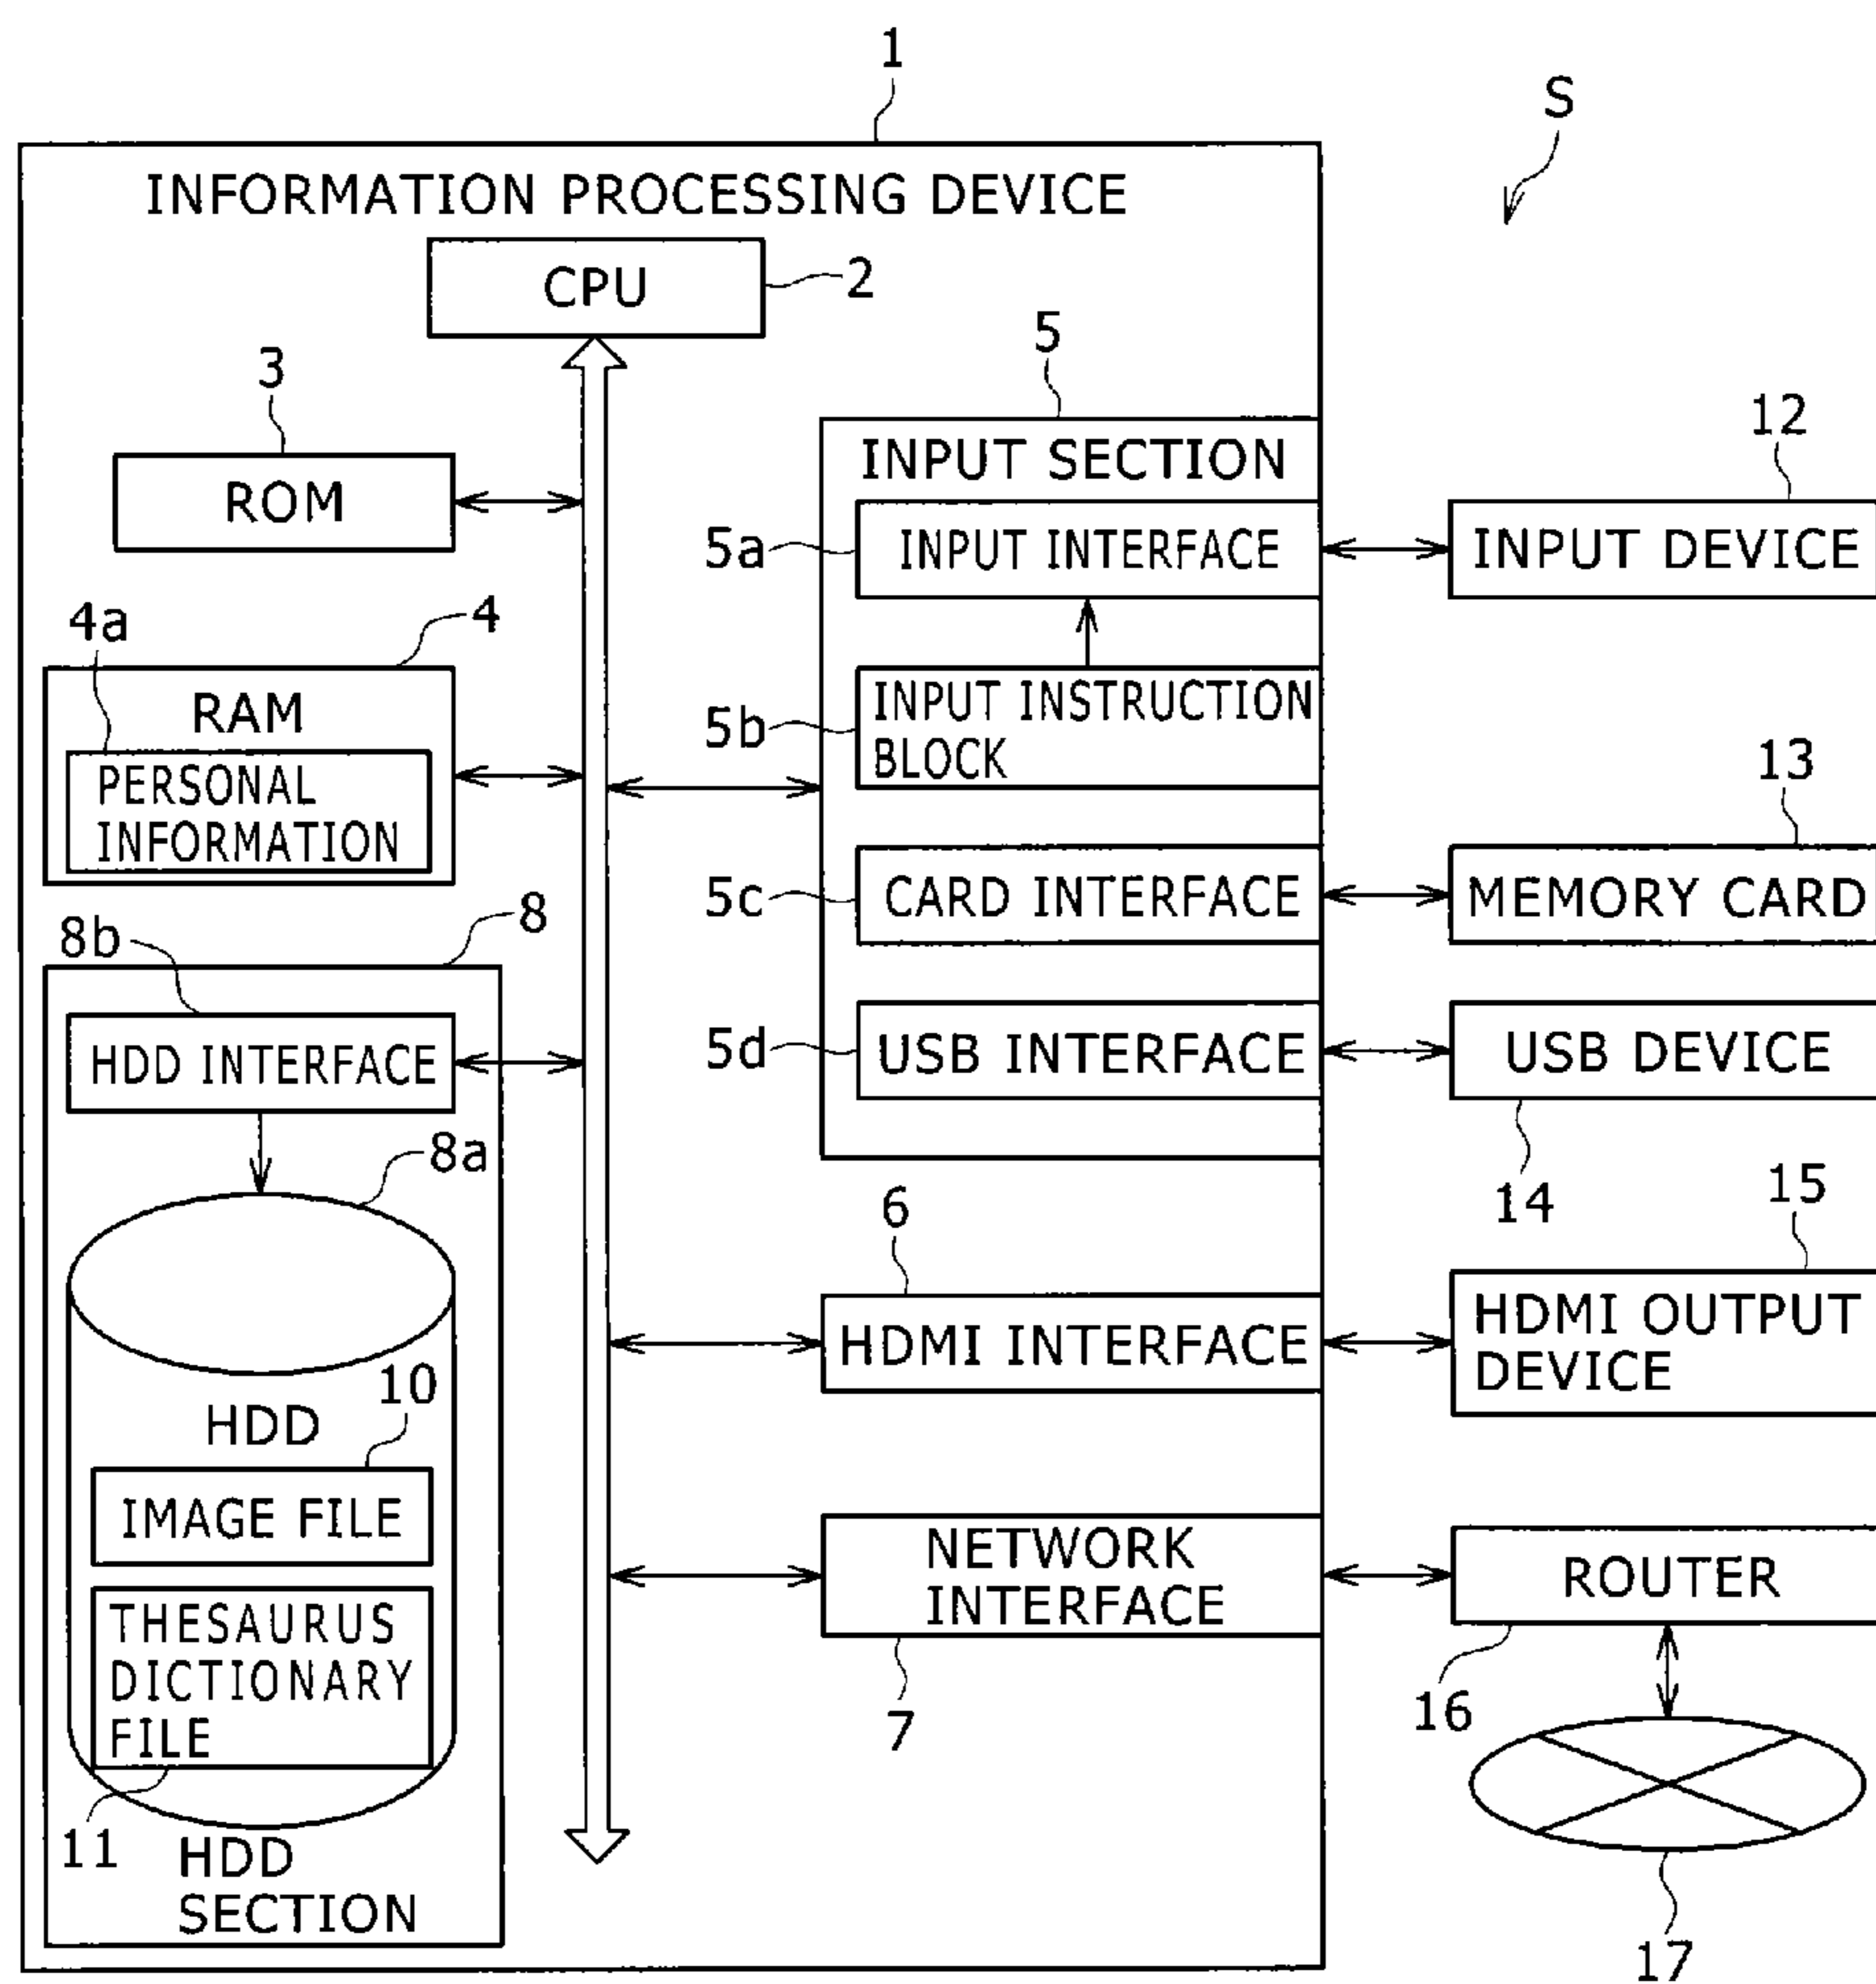 1
S
INFORMATION PROCESSING DEVICE
CPU
2
3
ROM
4a
4
RAM
PERSONAL
INFORMATION
8b
8
HDD INTERFACE
8a
HDD
10
IMAGE FILE
THESAURUS
DICTIONARY
FILE
11
HDD
SECTION
5
INPUT SECTION
5a
INPUT INTERFACE
5b
INPUT INSTRUCTION
BLOCK
5c
CARD INTERFACE
5d
USB INTERFACE
6
HDMI INTERFACE
NETWORK
INTERFACE
7
12
INPUT DEVICE
13
MEMORY CARD
USB DEVICE
14
15
HDMI OUTPUT
DEVICE
ROUTER
16
17